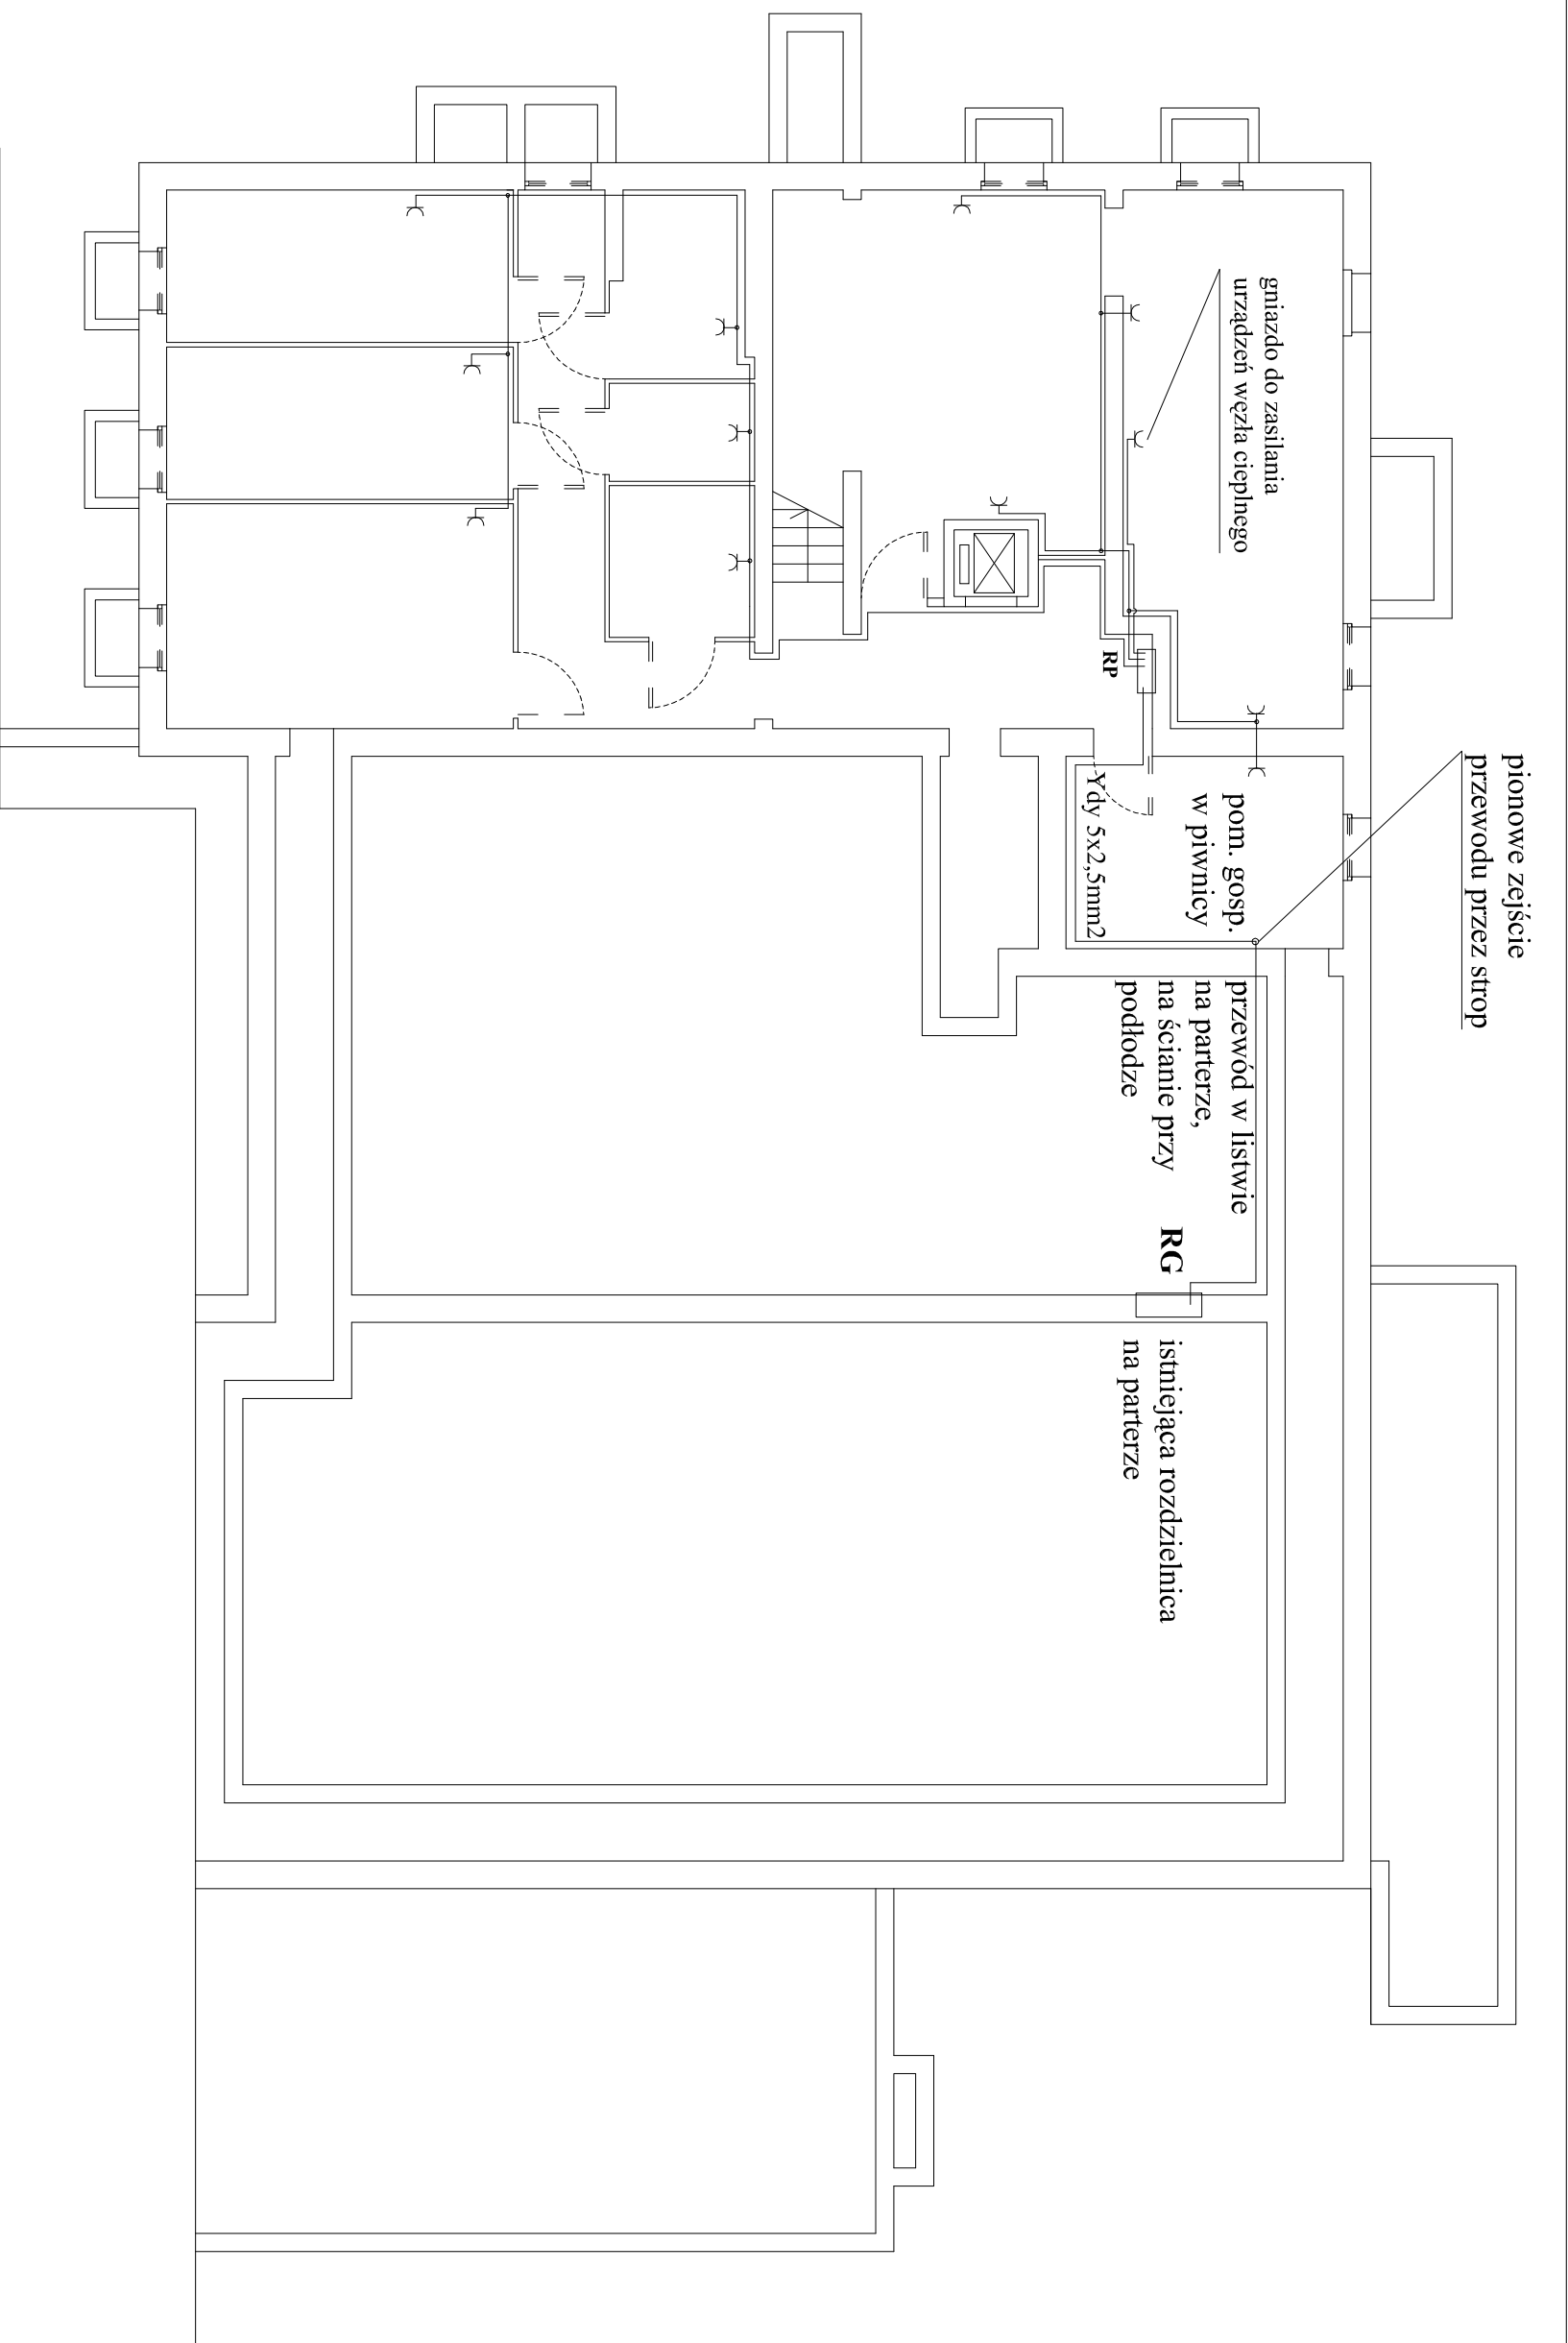 pionowe zejście
przewodu przez strop
gniazdo do zasilania
urządzeń węzła cieplnego
pom. gosp.
w piwnicy
RP
Ydy 5x2,5mm2
przewód w listwie
na parterze,
na ścianie przy
podłodze
RG
istniejąca rozdzielnica
na parterze